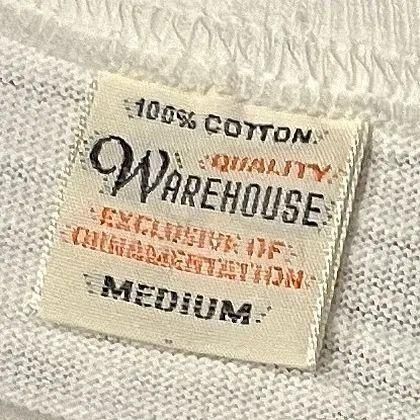 100% COTTON
QUALITY
WAREHOUSE
EXCLUSIVE OF
ORNAMENTATION
MEDIUM